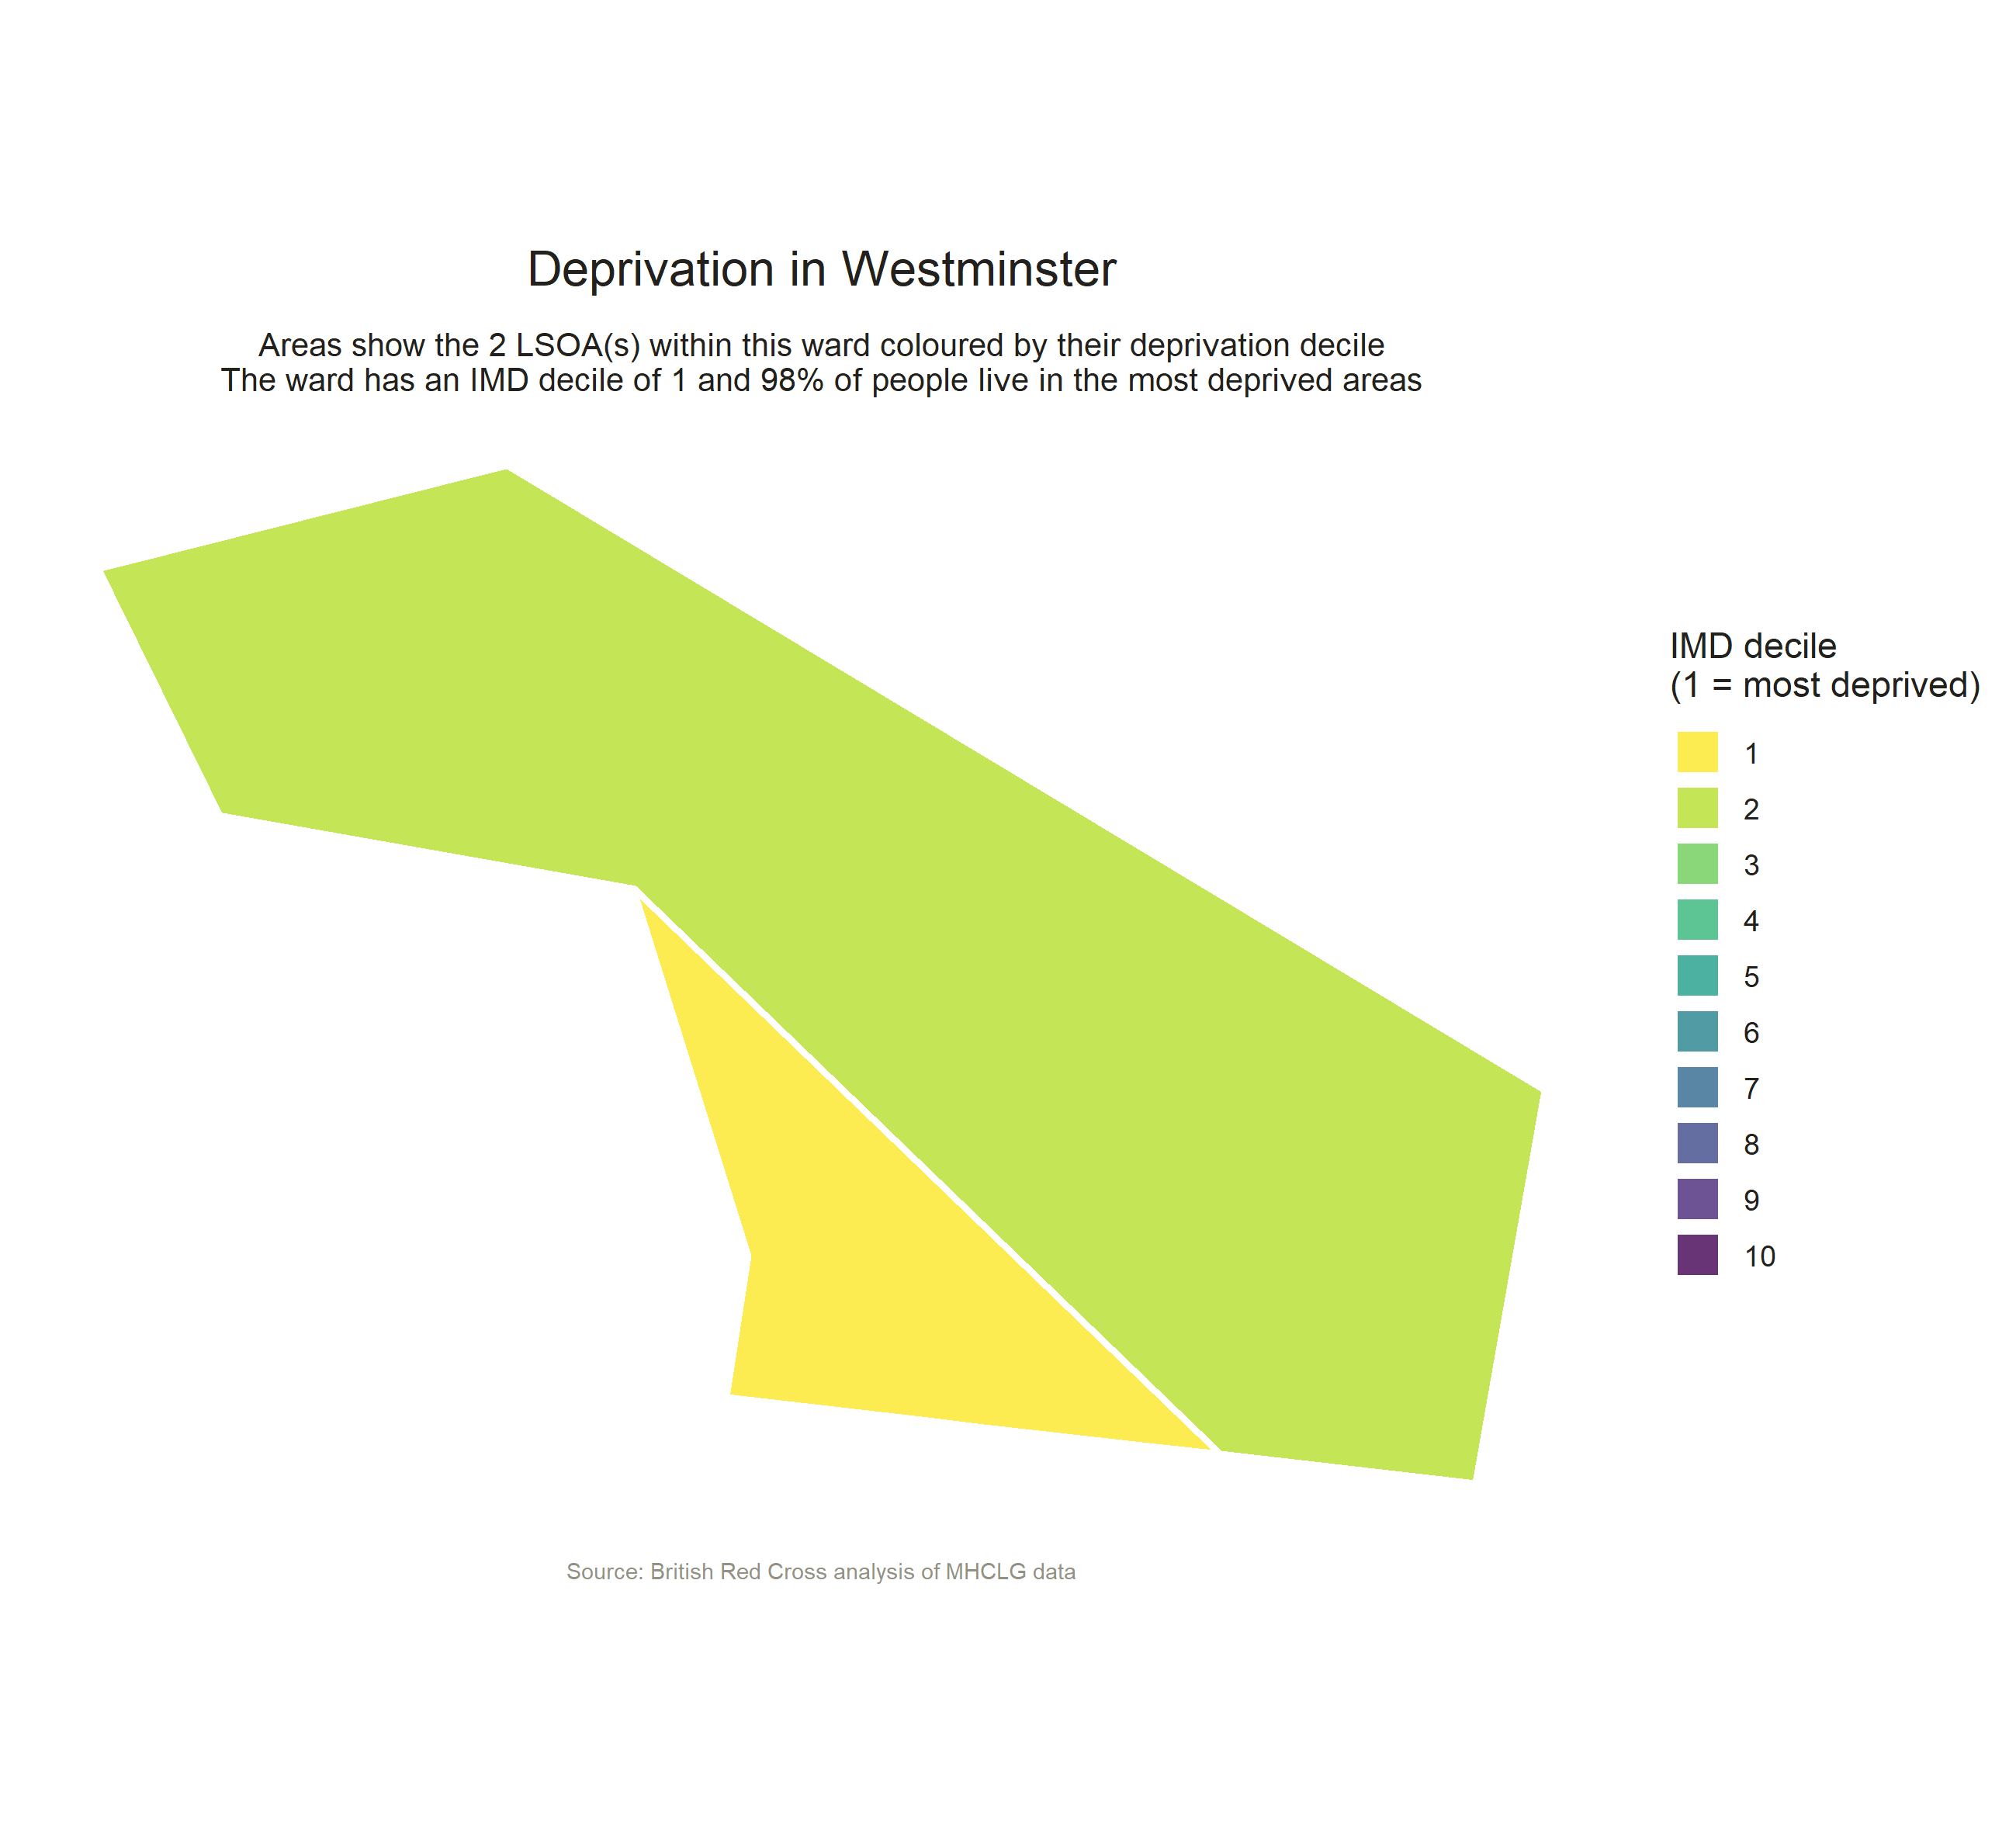 Deprivation in Westminster
Areas show the 2 LSOA(s) within this ward coloured by their deprivation decile
The ward has an IMD decile of 1 and 98% of people live in the most deprived areas
IMD decile
(1 = most deprived)
1
2
3
4
5
6
7
8
9
10
Source: British Red Cross analysis of MHCLG data